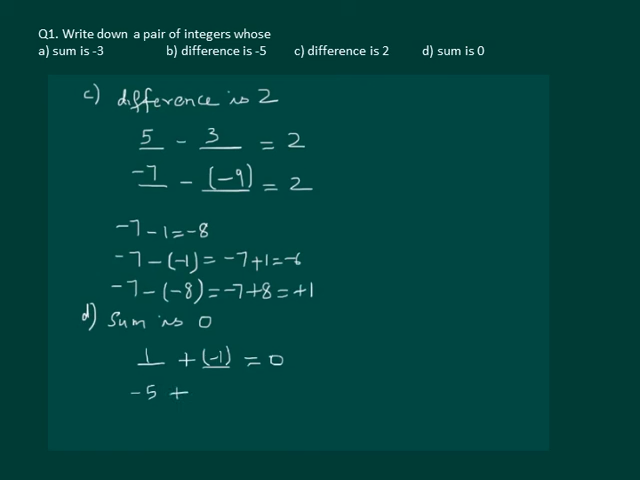 Q1. Write down a pair of integers whose
a) sum is -3 b) difference is -5 c) difference is 2 d) sum is 0
c) difference is 2
5 - 3 = 2
-7 - (-9) = 2
-7 - 1 = -8
-7 - (-1) = -7 + 1 = -6
-7 - (-8) = -7 + 8 = +1
d) Sum is 0
1 + (-1) = 0
-5 +